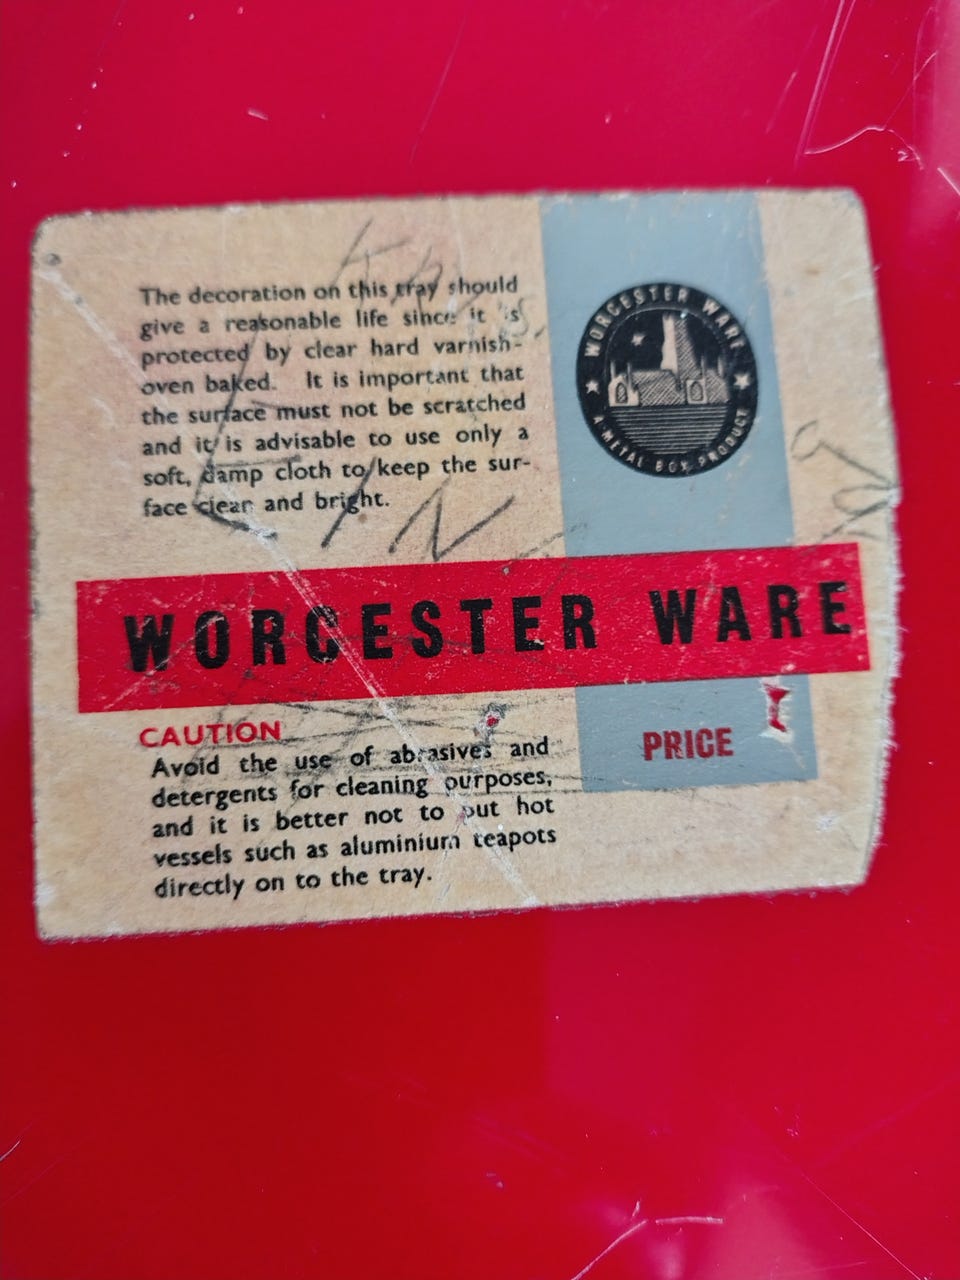 The decoration on this tray should
give a reasonable life since it is
protected by clear hard varnish-
oven baked. It is important that
the surface must not be scratched
and it is advisable to use only a
soft, damp cloth to keep the sur-
face clear and bright.
WORCESTER WARE
A METAL BOX PRODUCT
WORCESTER WARE
CAUTION
Avoid the use of abrasives and
detergents for cleaning purposes,
and it is better not to put hot
vessels such as aluminium teapots
directly on to the tray.
PRICE